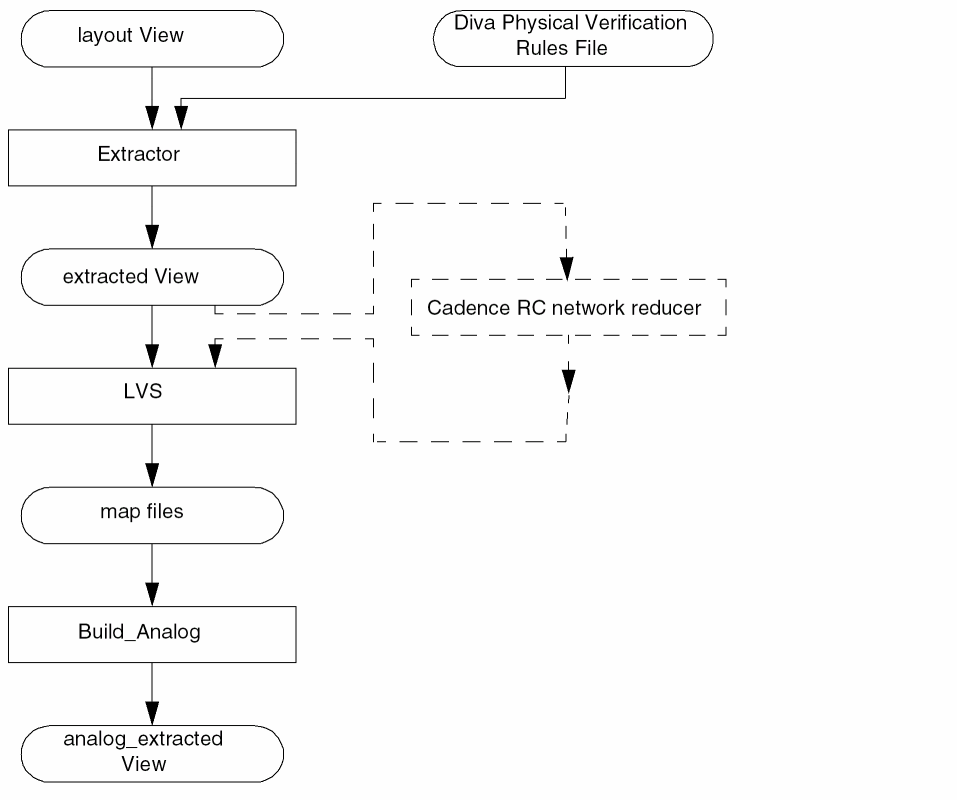 layout View
Diva Physical Verification
Rules File
Extractor
extracted View
Cadence RC network reducer
LVS
map files
Build_Analog
analog_extracted
View